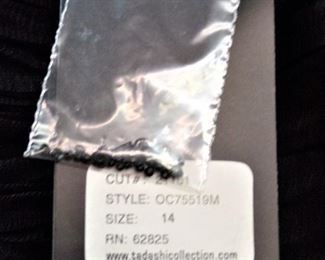 CUT#:
STYLE: OC75519M
SIZE: 14
RN: 62825
www.tadashicollection.com